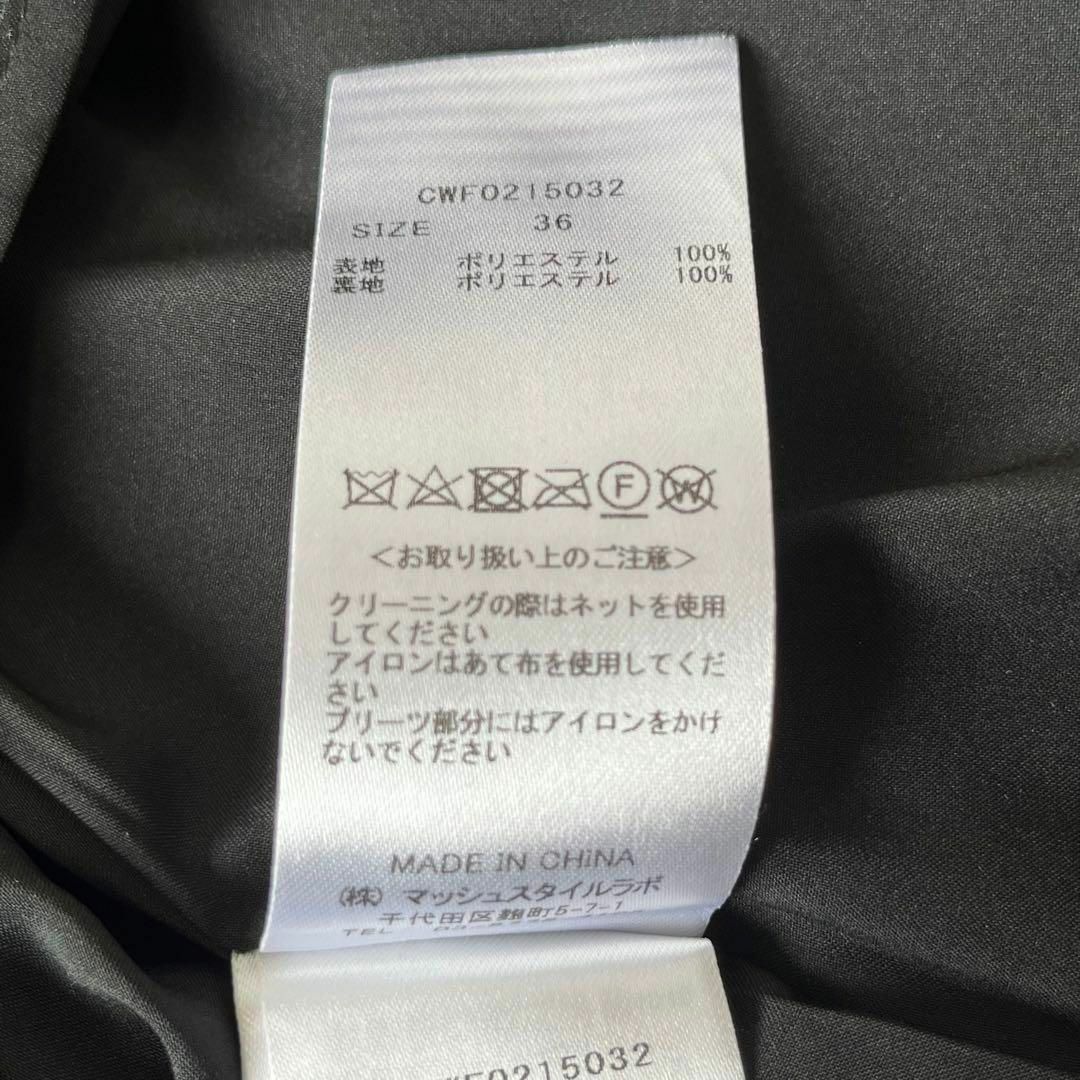 CWF0215032
SIZE 36
表地 ポリエステル 100%
裏地 ポリエステル 100%
F W
<お取り扱い上のご注意>
クリーニングの際はネットを使用
してください
アイロンはあて布を使用してくだ
さい
プリーツ部分にはアイロンをかけ
ないでください
MADE IN CHINA
(株) マッシュスタイルラボ
千代田区麹町5-7-1
TEL
CWF0215032